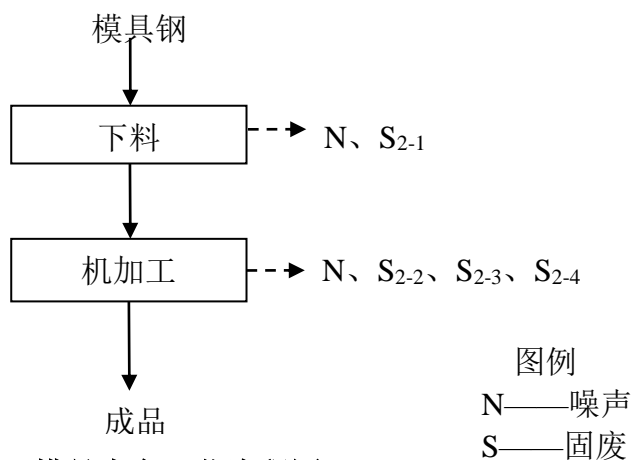 模具钢
下料
N、S2-1
机加工
N、S2-2、S2-3、S2-4
成品
图例
N——噪声
S——固废